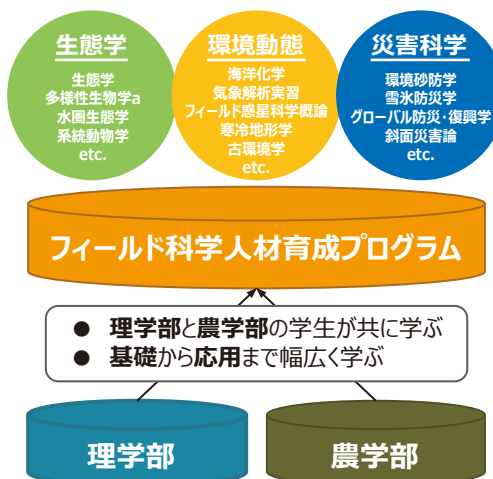 生態学
生態学
多様性生物学a
水圏生態学
系統動物学
etc.
環境動態
海洋化学
気象解析実習
フィールド惑星科学概論
寒冷地形学
古環境学
etc.
災害科学
環境砂防学
雪氷防災学
グローバル防災・復興学
斜面災害論
etc.
フィールド科学人材育成プログラム
● 理学部と農学部の学生が共に学ぶ
● 基礎から応用まで幅広く学ぶ
理学部
農学部